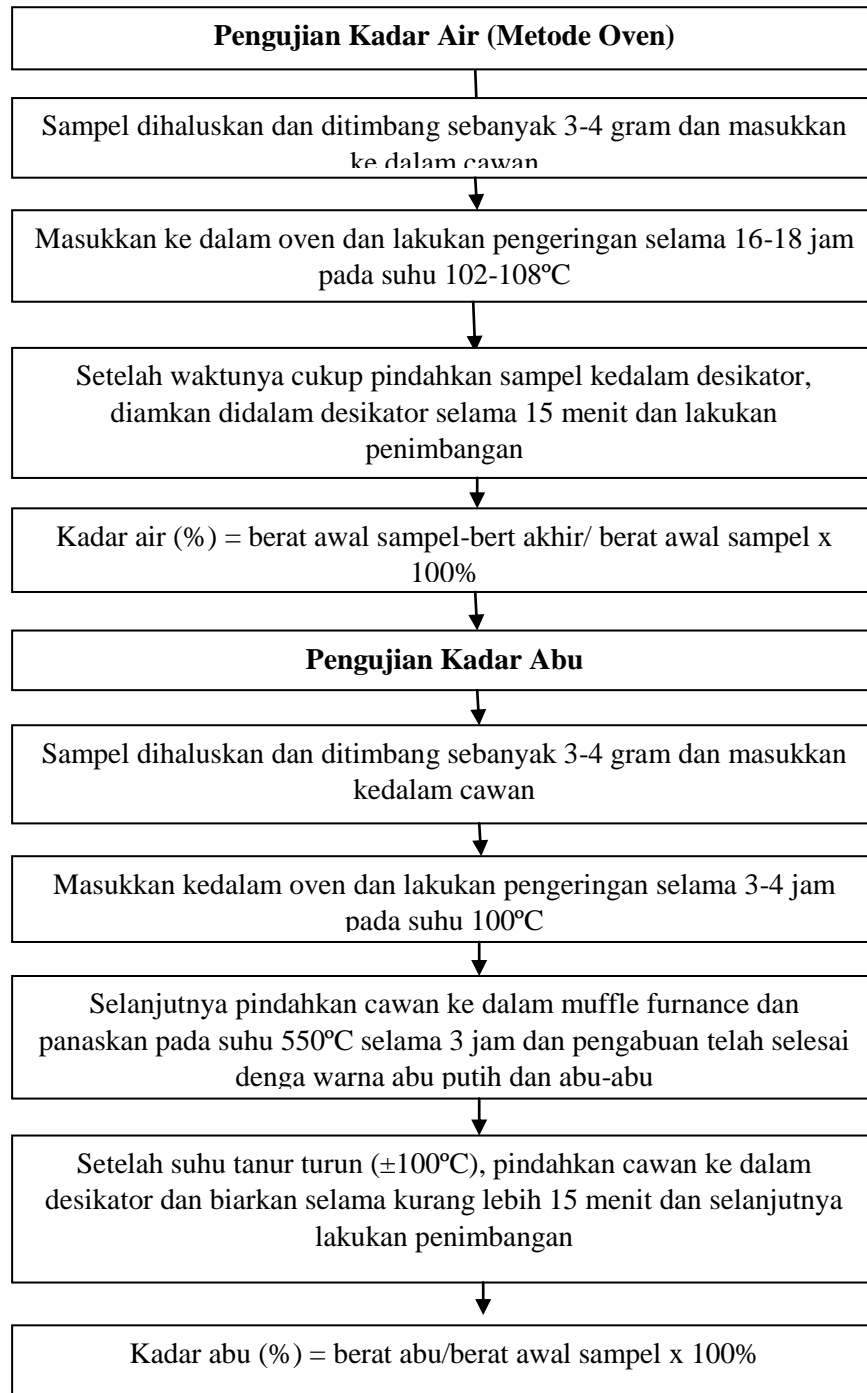 Pengujian Kadar Air (Metode Oven)
Sampel dihaluskan dan ditimbang sebanyak 3-4 gram dan masukkan
ke dalam cawan
Masukkan ke dalam oven dan lakukan pengeringan selama 16-18 jam
pada suhu 102-108ºC
Setelah waktunya cukup pindahkan sampel kedalam desikator,
diamkan didalam desikator selama 15 menit dan lakukan
penimbangan
Kadar air (%) = berat awal sampel-bert akhir/ berat awal sampel x
100%
Pengujian Kadar Abu
Sampel dihaluskan dan ditimbang sebanyak 3-4 gram dan masukkan
kedalam cawan
Masukkan kedalam oven dan lakukan pengeringan selama 3-4 jam
pada suhu 100ºC
Selanjutnya pindahkan cawan ke dalam muffle furnance dan
panaskan pada suhu 550ºC selama 3 jam dan pengabuan telah selesai
denga warna abu putih dan abu-abu
Setelah suhu tanur turun (±100ºC), pindahkan cawan ke dalam
desikator dan biarkan selama kurang lebih 15 menit dan selanjutnya
lakukan penimbangan
Kadar abu (%) = berat abu/berat awal sampel x 100%